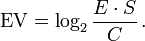 EV = log₂ E · S / C .